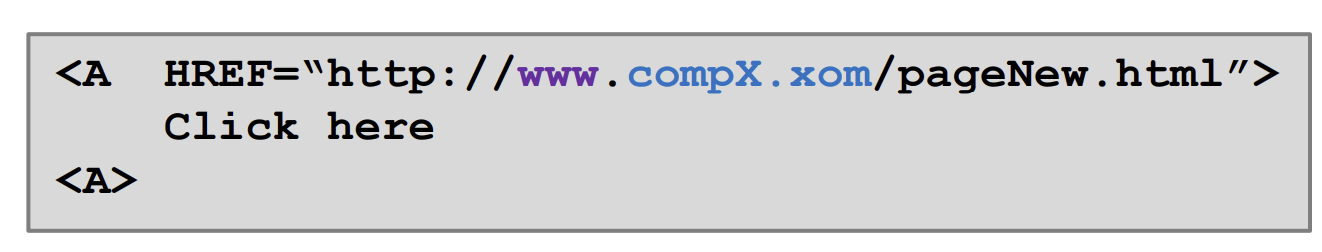 <A  HREF=“http://www.compX.xom/pageNew.html”>
Click here
<A>